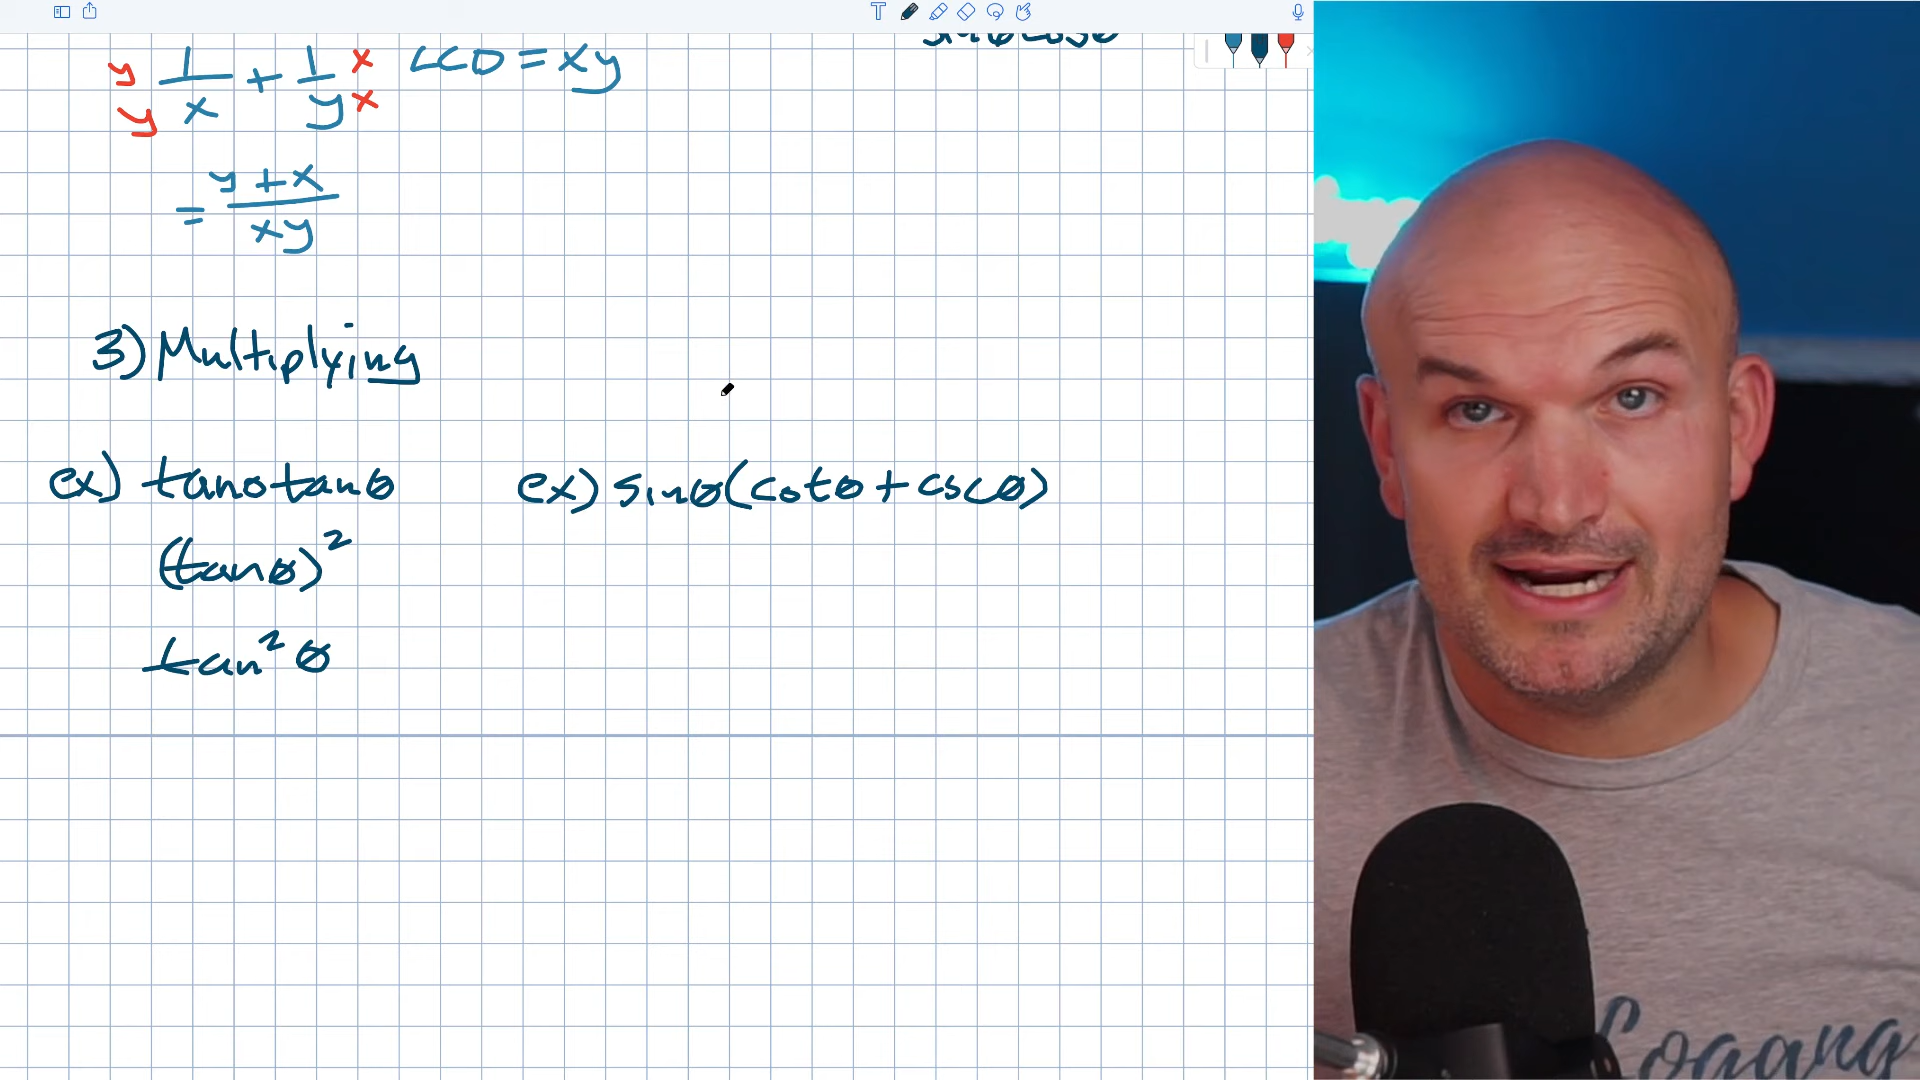 y 1/x + 1/y x LCD = xy
y x
= y + x / xy
3) Multiplying
ex) tanθ tanθ ex) sinθ(cotθ + cscθ)
(tanθ)²
tan²θ